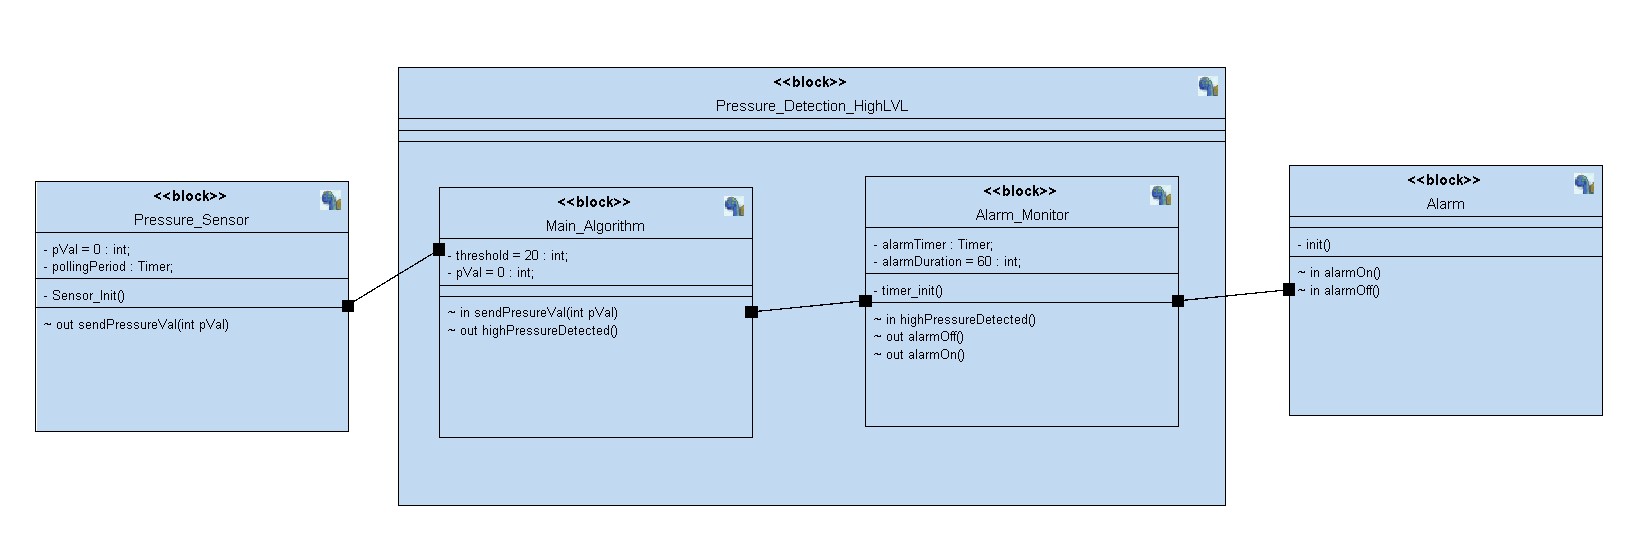 <<block>>
Pressure_Detection_HighLVL
<<block>>
Pressure_Sensor
- pVal = 0 : int;
- pollingPeriod : Timer;
- Sensor_Init()
~ out sendPressureVal(int pVal)
<<block>>
Main_Algorithm
- threshold = 20 : int;
- pVal = 0 : int;
~ in sendPresureVal(int pVal)
~ out highPressureDetected()
<<block>>
Alarm_Monitor
- alarmTimer : Timer;
- alarmDuration = 60 : int;
- timer_init()
~ in highPressureDetected()
~ out alarmOff()
~ out alarmOn()
<<block>>
Alarm
- init()
~ in alarmOn()
~ in alarmOff()